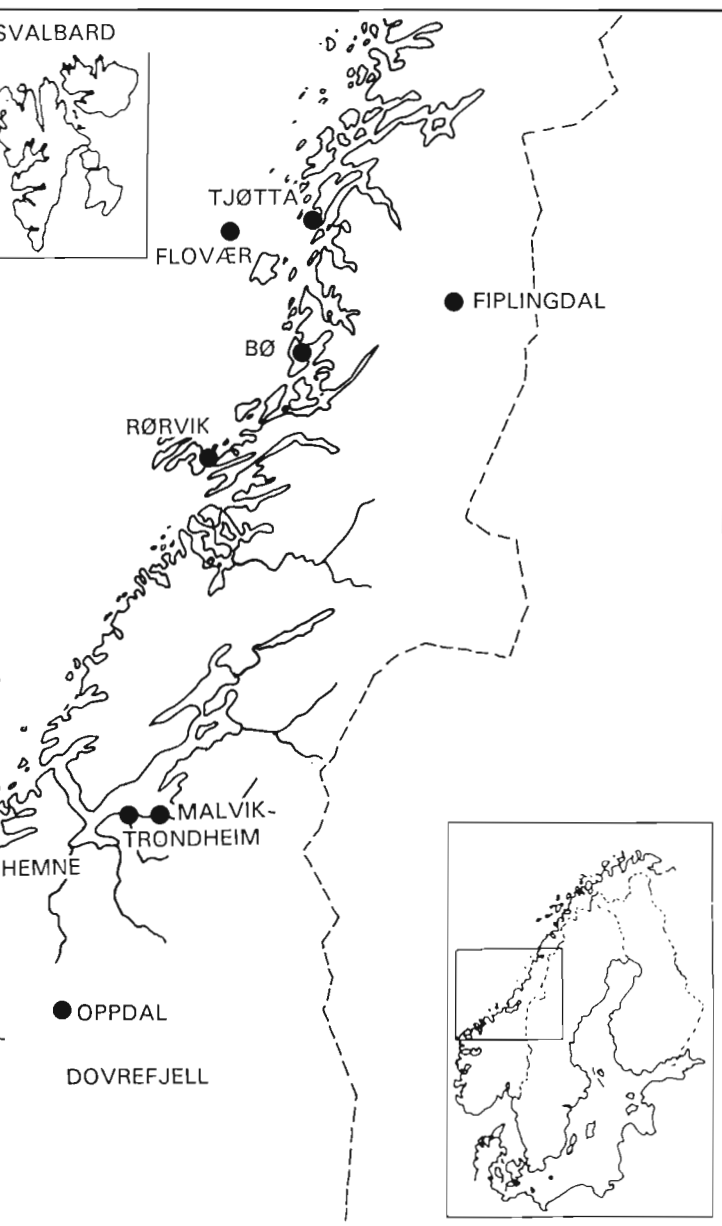 SVALBARD
TJØTTA
FLOVÆR
FIPLINGDAL
BØ
RØRVIK
MALVIK-
TRONDHEIM
HEMNE
OPPDAL
DOVREFJELL